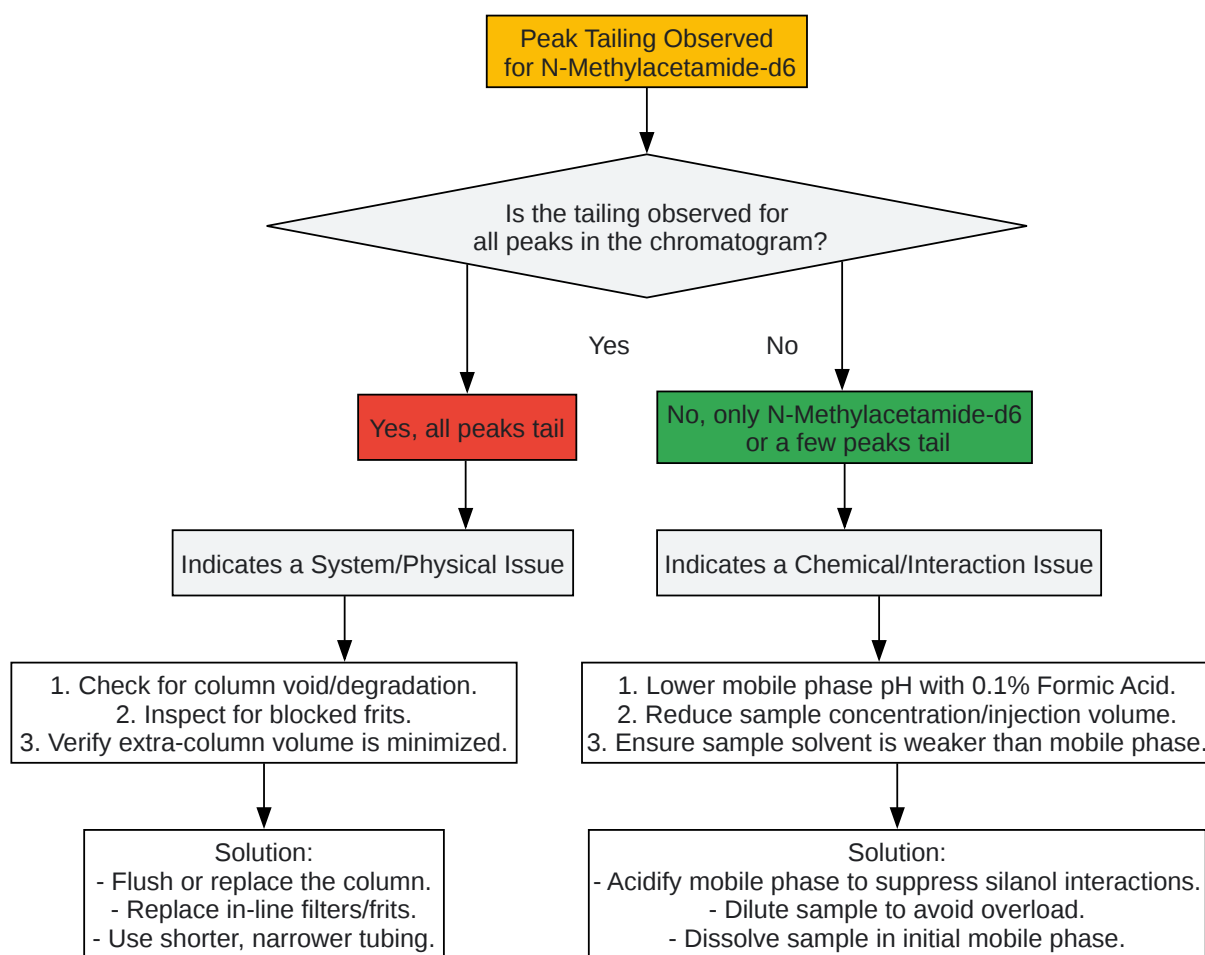 Peak Tailing Observed
for N-Methylacetamide-d6
Is the tailing observed for
all peaks in the chromatogram?
Yes
No
Yes, all peaks tail
No, only N-Methylacetamide-d6
or a few peaks tail
Indicates a System/Physical Issue
Indicates a Chemical/Interaction Issue
1. Check for column void/degradation.
2. Inspect for blocked frits.
3. Verify extra-column volume is minimized.
1. Lower mobile phase pH with 0.1% Formic Acid.
2. Reduce sample concentration/injection volume.
3. Ensure sample solvent is weaker than mobile phase.
Solution:
- Flush or replace the column.
- Replace in-line filters/frits.
- Use shorter, narrower tubing.
Solution:
- Acidify mobile phase to suppress silanol interactions.
- Dilute sample to avoid overload.
- Dissolve sample in initial mobile phase.